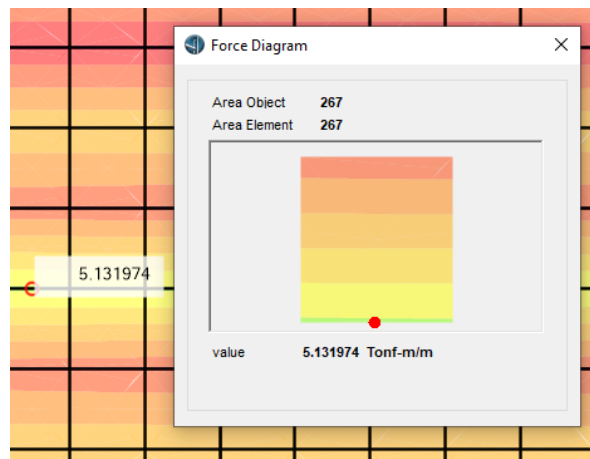 Force Diagram
Area Object 267
Area Element 267
5.131974
value 5.131974 Tonf-m/m